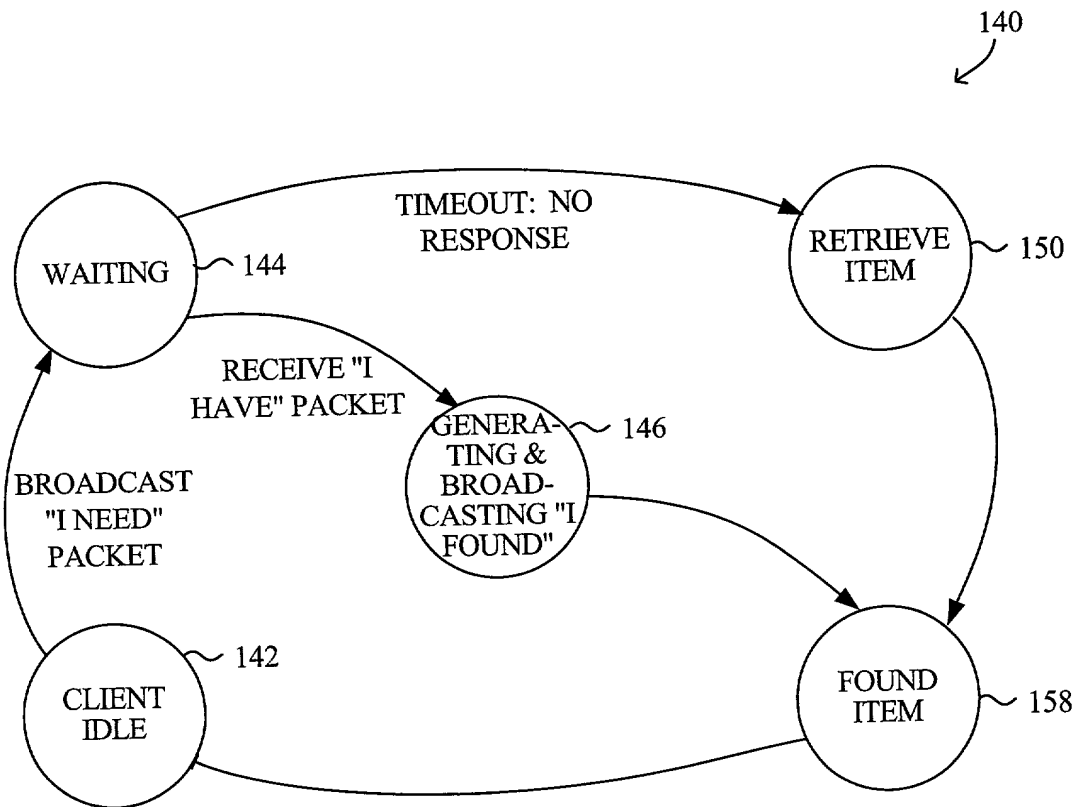 140
TIMEOUT: NO
RESPONSE
WAITING
144
RETRIEVE
ITEM
150
RECEIVE "I
HAVE" PACKET
GENERA-
TING &
BROAD-
CASTING "I
FOUND"
146
BROADCAST
"I NEED"
PACKET
CLIENT
IDLE
142
FOUND
ITEM
158